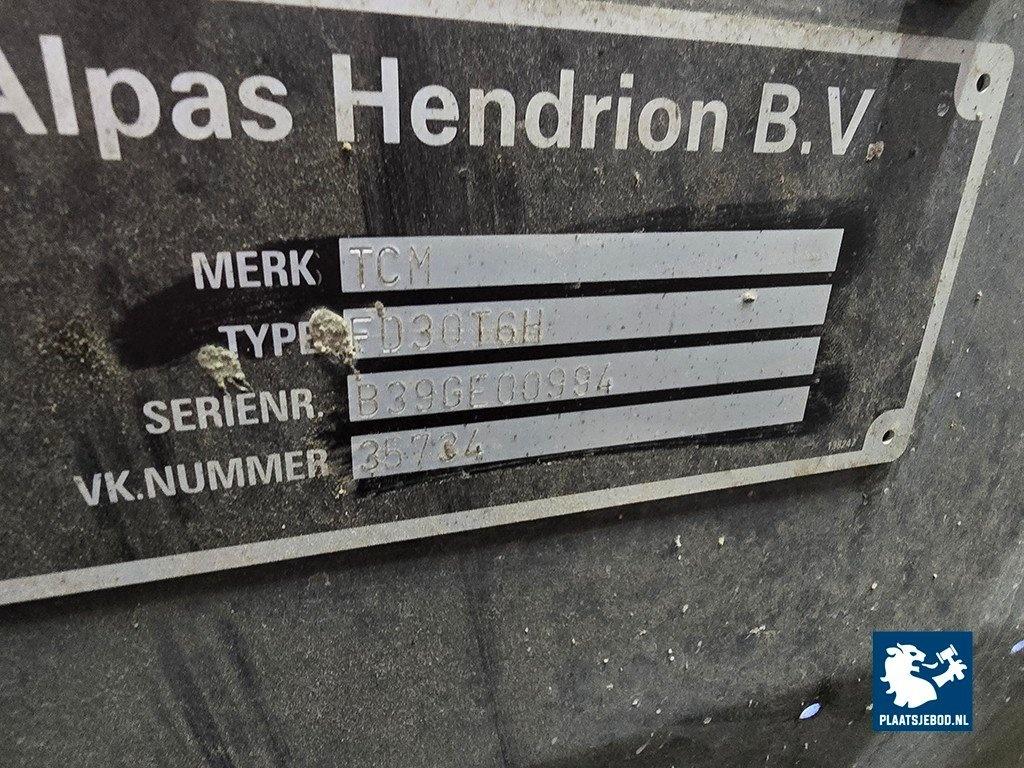 Alpas Hendrion B.V.
MERK TCM
TYPE FD30T6H
SERIENR. B39GE00994
VK.NUMMER 35734
PLAATSJEBOD.NL